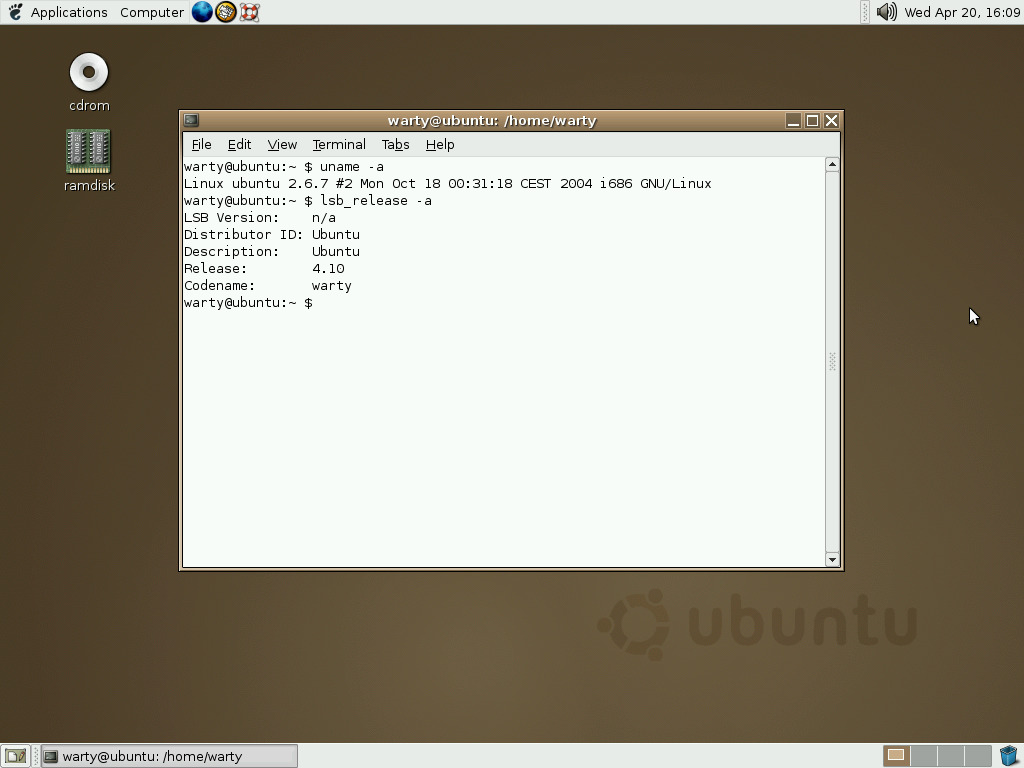 Applications Computer Wed Apr 20, 16:09
cdrom
ramdisk
warty@ubuntu: /home/warty
File Edit View Terminal Tabs Help
warty@ubuntu:~ $ uname -a
Linux ubuntu 2.6.7 #2 Mon Oct 18 00:31:18 CEST 2004 i686 GNU/Linux
warty@ubuntu:~ $ lsb_release -a
LSB Version:    n/a
Distributor ID: Ubuntu
Description:    Ubuntu
Release:        4.10
Codename:       warty
warty@ubuntu:~ $
ubuntu
warty@ubuntu: /home/warty